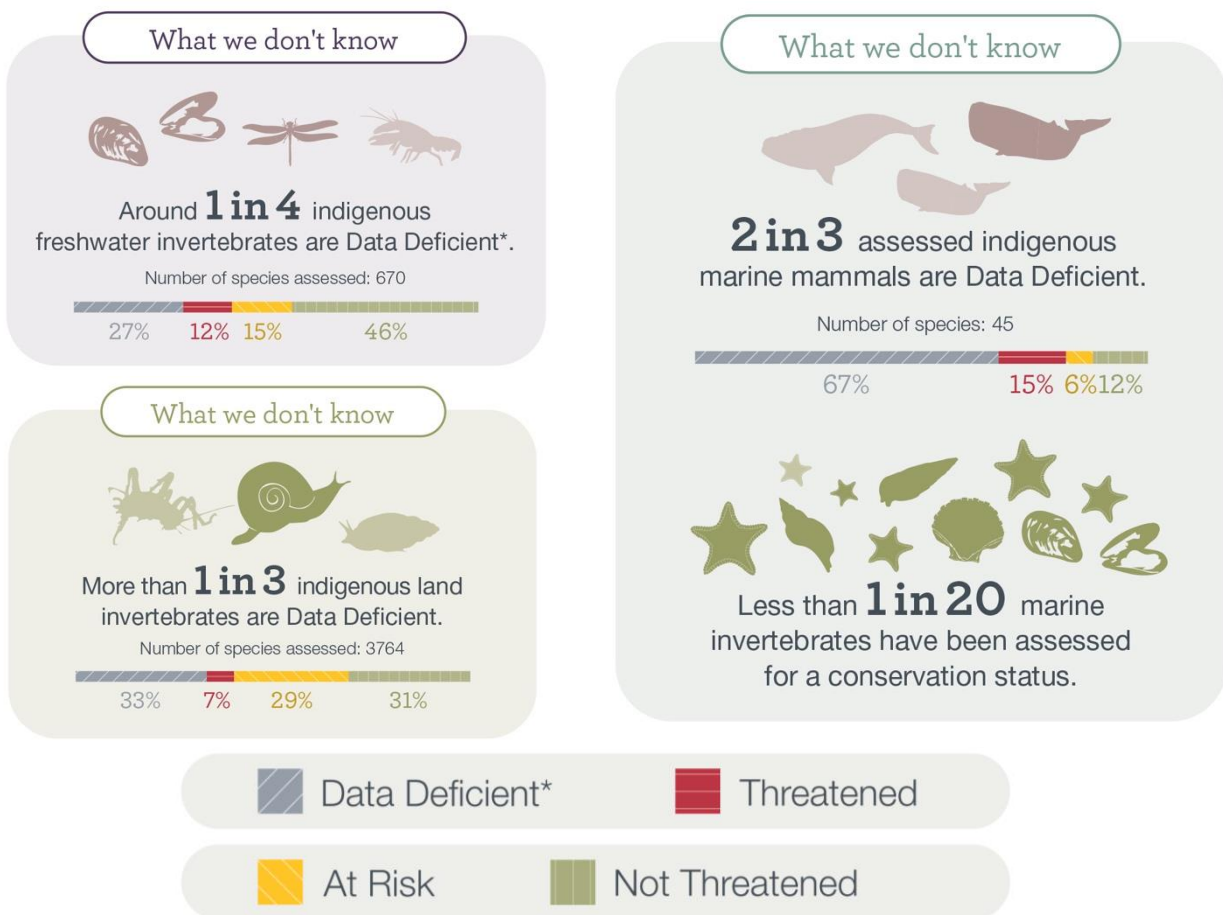 What we don't know
Around 1 in 4 indigenous
freshwater invertebrates are Data Deficient*.
Number of species assessed: 670
27% 12% 15% 46%
What we don't know
More than 1 in 3 indigenous land
invertebrates are Data Deficient.
Number of species assessed: 3764
33% 7% 29% 31%
What we don't know
2 in 3 assessed indigenous
marine mammals are Data Deficient.
Number of species: 45
67% 15% 6% 12%
Less than 1 in 20 marine
invertebrates have been assessed
for a conservation status.
Data Deficient* Threatened
At Risk Not Threatened